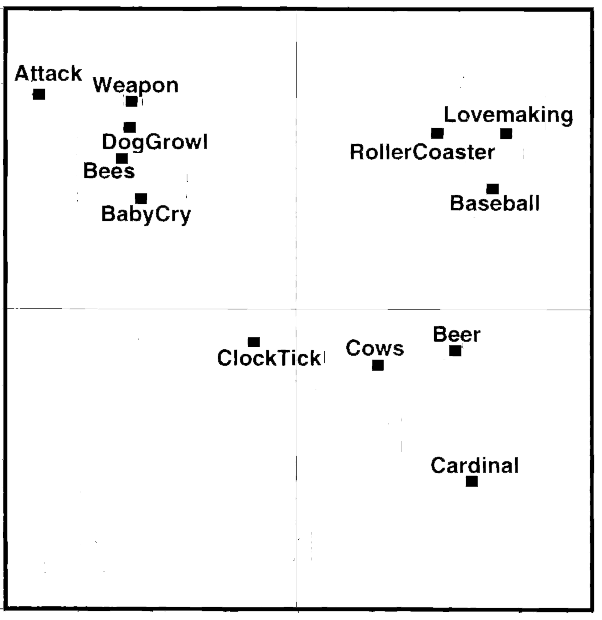 Attack
Weapon
DogGrowl
Bees
BabyCry
Lovemaking
RollerCoaster
Baseball
ClockTick
Cows
Beer
Cardinal